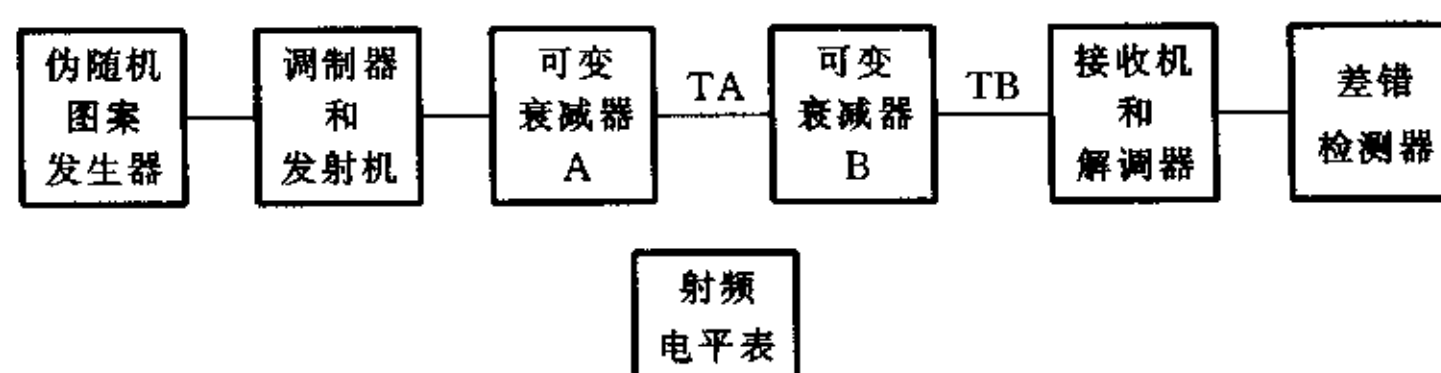 伪随机
图案
发生器
调制器
和
发射机
可变
衰减器
A
TA
可变
衰减器
B
TB
接收机
和
解调器
差错
检测器
射频
电平表